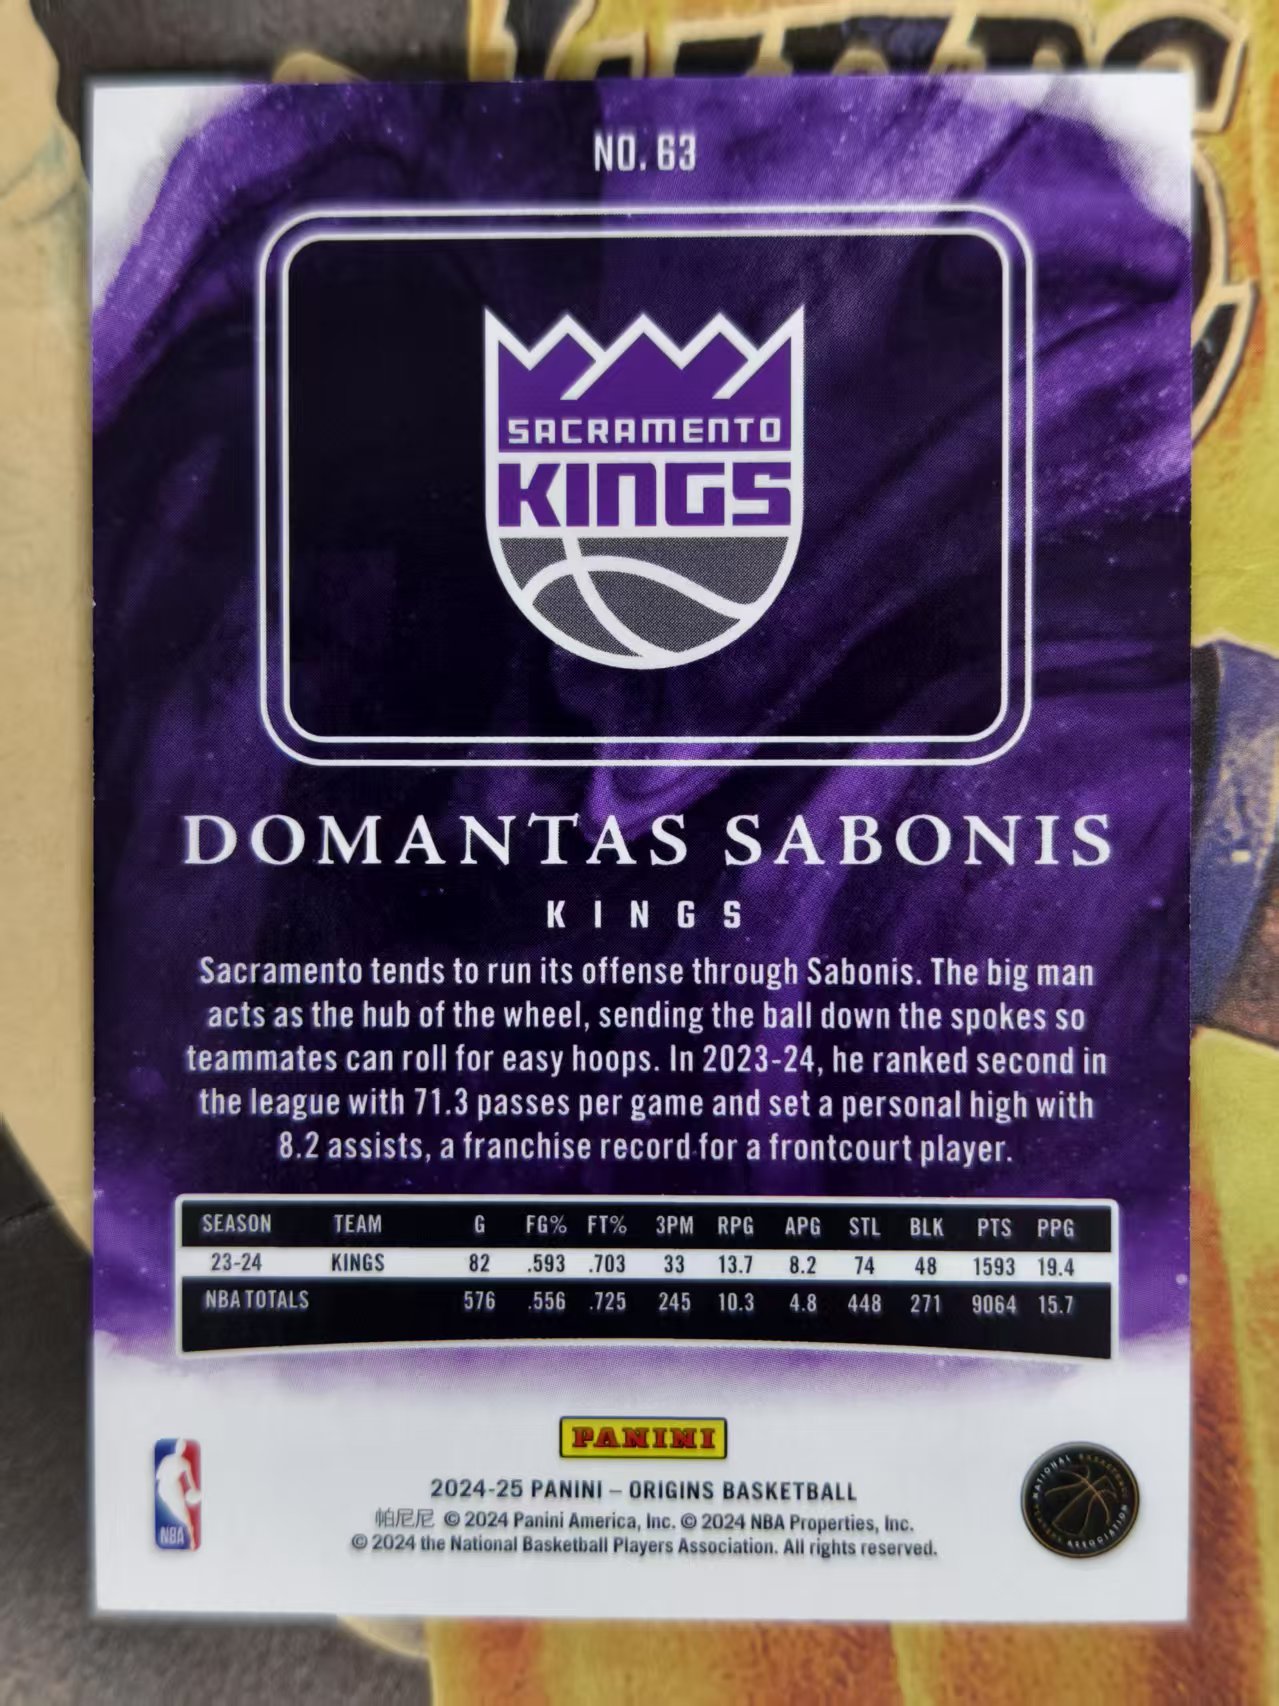 NO. 63
SACRAMENTO
KINGS
DOMANTAS SABONIS
KINGS
Sacramento tends to run its offense through Sabonis. The big man
acts as the hub of the wheel, sending the ball down the spokes so
teammates can roll for easy hoops. In 2023-24, he ranked second in
the league with 71.3 passes per game and set a personal high with
8.2 assists, a franchise record for a frontcourt player.
SEASON TEAM G FG% FT% 3PM RPG APG STL BLK PTS PPG
23-24 KINGS 82 .593 .703 33 13.7 8.2 74 48 1593 19.4
NBA TOTALS 576 .556 .725 245 10.3 4.8 448 271 9064 15.7
PANINI
2024-25 PANINI – ORIGINS BASKETBALL
帕尼尼 © 2024 Panini America, Inc. © 2024 NBA Properties, Inc.
© 2024 the National Basketball Players Association. All rights reserved.
NBA
NATIONAL BASKETBALL PLAYERS ASSOCIATION